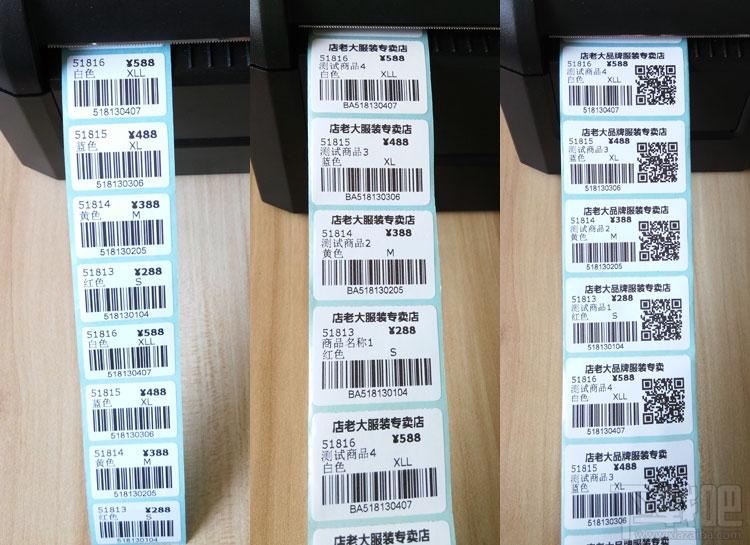 51816 ¥588
白色 XLL
518130407
51815 ¥488
蓝色 XL
518130306
51814 ¥388
黄色 M
518130205
51813 ¥288
红色 S
518130104
51816 ¥588
白色 XLL
518130407
51815 ¥488
蓝色 XL
518130306
51814 ¥388
黄色 M
518130205
51813 ¥288
红色 S
518130104
店老大服装专卖店
51816 ¥588
测试商品4
白色 XLL
BA518130407
店老大服装专卖店
51815 ¥488
测试商品3
蓝色 XL
BA518130306
店老大服装专卖店
51814 ¥388
测试商品2
黄色 M
BA518130205
店老大服装专卖店
51813 ¥288
商品名称1
红色 S
BA518130104
店老大服装专卖店
51816 ¥588
测试商品4
白色 XLL
BA518130407
店老大服装专卖店
店老大品牌服装专卖店
51816 ¥588
测试商品4
白色 XLL
518130407
店老大品牌服装专卖店
51815 ¥488
测试商品3
蓝色 XL
518130306
店老大品牌服装专卖店
51814 ¥388
测试商品2
黄色 M
518130205
店老大品牌服装专卖店
51813 ¥288
测试商品1
红色 S
518130104
店老大品牌服装专卖
51816 ¥588
测试商品4
白色 XLL
518130407
店老大品牌服装专卖
51815 ¥488
测试商品3
蓝色 XL
518130306
www.xiazaiba.com